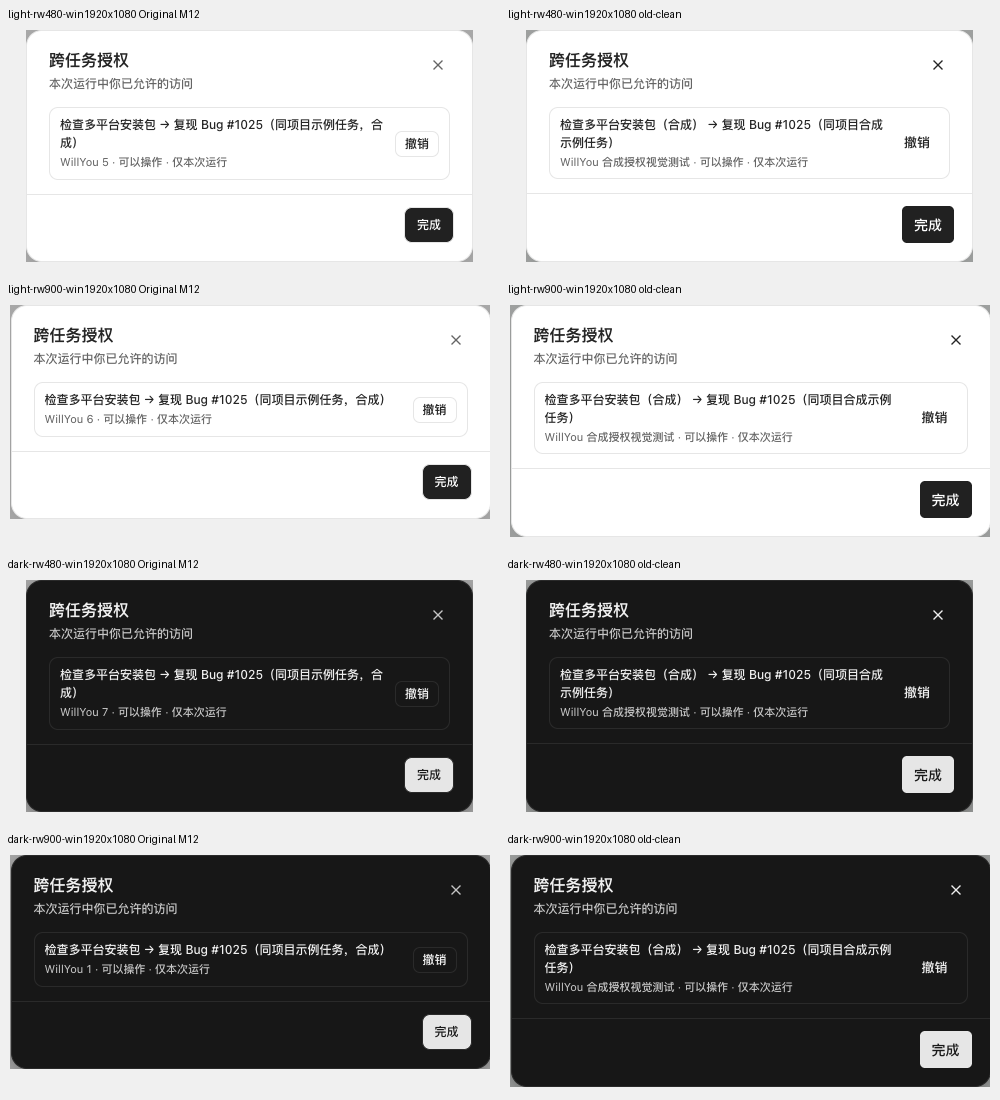 light-rw480-win1920x1080 Original M12
跨任务授权
本次运行中你已允许的访问
检查多平台安装包 → 复现 Bug #1025（同项目示例任务，合
成）
WillYou 5 · 可以操作 · 仅本次运行
撤销
完成
light-rw480-win1920x1080 old-clean
跨任务授权
本次运行中你已允许的访问
检查多平台安装包（合成） → 复现 Bug #1025（同项目合成
示例任务）
WillYou 合成授权视觉测试 · 可以操作 · 仅本次运行
撤销
完成
light-rw900-win1920x1080 Original M12
跨任务授权
本次运行中你已允许的访问
检查多平台安装包 → 复现 Bug #1025（同项目示例任务，合成）
WillYou 6 · 可以操作 · 仅本次运行
撤销
完成
light-rw900-win1920x1080 old-clean
跨任务授权
本次运行中你已允许的访问
检查多平台安装包（合成） → 复现 Bug #1025（同项目合成示例
任务）
WillYou 合成授权视觉测试 · 可以操作 · 仅本次运行
撤销
完成
dark-rw480-win1920x1080 Original M12
跨任务授权
本次运行中你已允许的访问
检查多平台安装包 → 复现 Bug #1025（同项目示例任务，合
成）
WillYou 7 · 可以操作 · 仅本次运行
撤销
完成
dark-rw480-win1920x1080 old-clean
跨任务授权
本次运行中你已允许的访问
检查多平台安装包（合成） → 复现 Bug #1025（同项目合成
示例任务）
WillYou 合成授权视觉测试 · 可以操作 · 仅本次运行
撤销
完成
dark-rw900-win1920x1080 Original M12
跨任务授权
本次运行中你已允许的访问
检查多平台安装包 → 复现 Bug #1025（同项目示例任务，合成）
WillYou 1 · 可以操作 · 仅本次运行
撤销
完成
dark-rw900-win1920x1080 old-clean
跨任务授权
本次运行中你已允许的访问
检查多平台安装包（合成） → 复现 Bug #1025（同项目合成示例
任务）
WillYou 合成授权视觉测试 · 可以操作 · 仅本次运行
撤销
完成